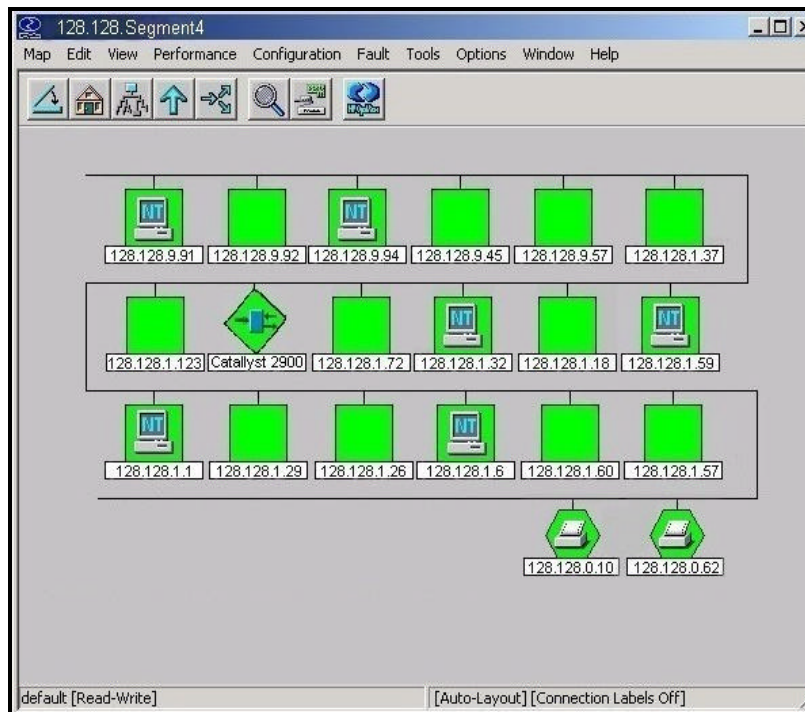 128.128.Segment4
Map Edit View Performance Configuration Fault Tools Options Window Help
NT NT
128.128.9.91 128.128.9.92 128.128.9.94 128.128.9.45 128.128.9.57 128.128.1.37
NT NT
128.128.1.123 Catallyst 2900 128.128.1.72 128.128.1.32 128.128.1.18 128.128.1.59
NT NT
128.128.1.1 128.128.1.29 128.128.1.26 128.128.1.6 128.128.1.60 128.128.1.57
128.128.0.10 128.128.0.62
default [Read-Write] [Auto-Layout] [Connection Labels Off]